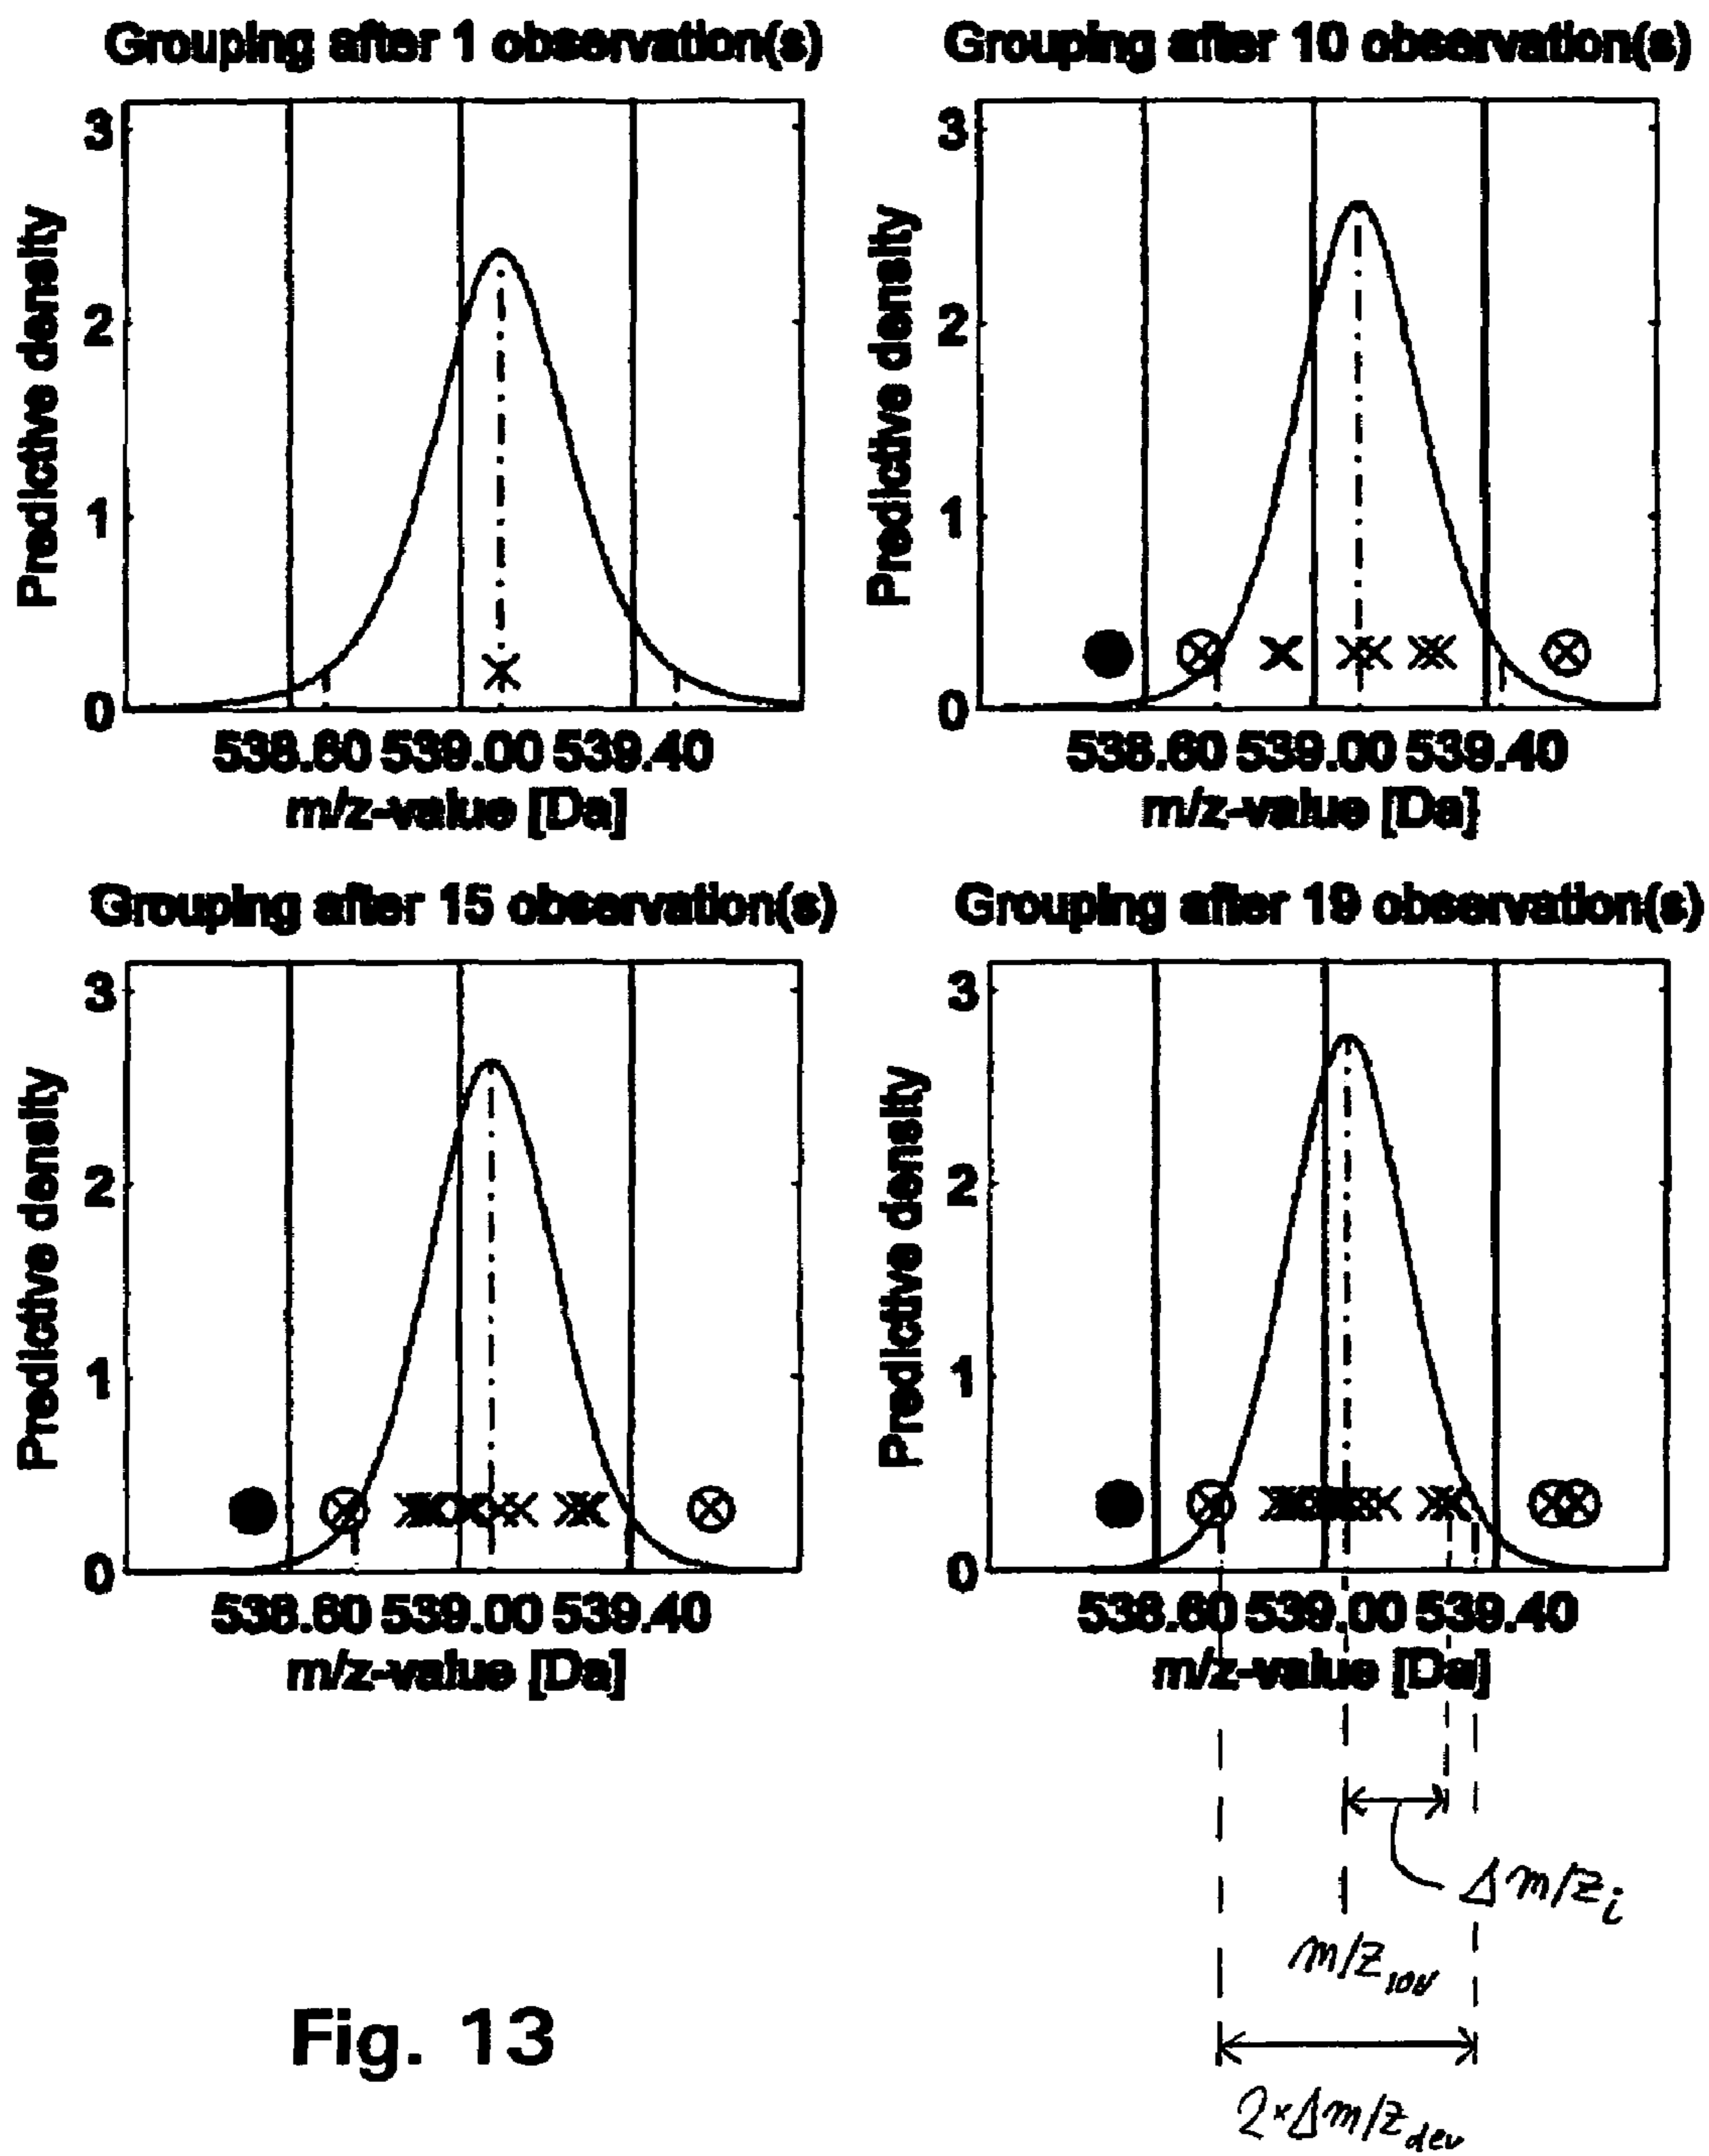 Grouping after 1 observation(s)
Predictive density
3
2
1
0
538.60 539.00 539.40
m/z-value [Da]
Grouping after 10 observation(s)
Predictive density
3
2
1
0
538.60 539.00 539.40
m/z-value [Da]
Grouping after 15 observation(s)
Predictive density
3
2
1
0
538.60 539.00 539.40
m/z-value [Da]
Grouping after 19 observation(s)
Predictive density
3
2
1
0
538.60 539.00 539.40
m/z-value [Da]
Δm/z i
m/z
2×Δm/z dev
Fig. 13